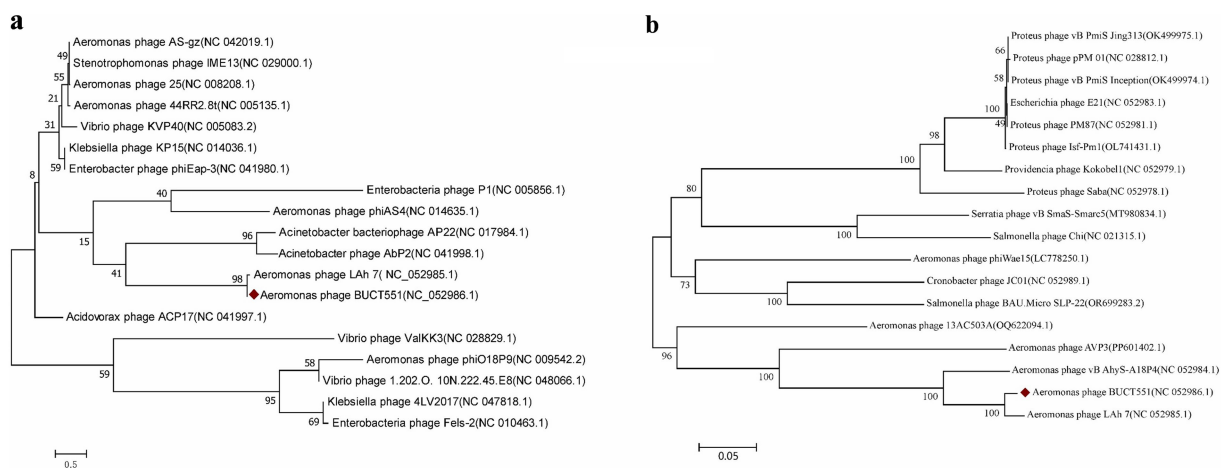 a
Aeromonas phage AS-gz(NC 042019.1)
49
Stenotrophomonas phage IME13(NC 029000.1)
55
Aeromonas phage 25(NC 008208.1)
21
Aeromonas phage 44RR2.8t(NC 005135.1)
31
Vibrio phage KVP40(NC 005083.2)
Klebsiella phage KP15(NC 014036.1)
59
Enterobacter phage phiEap-3(NC 041980.1)
8
Enterobacteria phage P1(NC 005856.1)
40
Aeromonas phage phiAS4(NC 014635.1)
15
Acinetobacter bacteriophage AP22(NC 017984.1)
96
Acinetobacter phage AbP2(NC 041998.1)
41
Aeromonas phage LAh 7( NC_052985.1)
98
Aeromonas phage BUCT551(NC_052986.1)
Acidovorax phage ACP17(NC 041997.1)
Vibrio phage ValKK3(NC 028829.1)
59
Aeromonas phage phiO18P9(NC 009542.2)
58
Vibrio phage 1.202.O. 10N.222.45.E8(NC 048066.1)
95
Klebsiella phage 4LV2017(NC 047818.1)
69
Enterobacteria phage Fels-2(NC 010463.1)
0.5
b
Proteus phage vB PmiS Jing313(OK499975.1)
66
Proteus phage pPM 01(NC 028812.1)
58
Proteus phage vB PmiS Inception(OK499974.1)
Escherichia phage E21(NC 052983.1)
100
49
Proteus phage PM87(NC 052981.1)
98
Proteus phage Isf-Pm1(OL741431.1)
100
Providencia phage Kokobel1(NC 052979.1)
80
Proteus phage Saba(NC 052978.1)
Serratia phage vB SmaS-Smarc5(MT980834.1)
100
Salmonella phage Chi(NC 021315.1)
Aeromonas phage phiWae15(LC778250.1)
73
Cronobacter phage JC01(NC 052989.1)
100
Salmonella phage BAU.Micro SLP-22(OR699283.2)
Aeromonas phage 13AC503A(OQ622094.1)
96
Aeromonas phage AVP3(PP601402.1)
100
Aeromonas phage vB AhyS-A18P4(NC 052984.1)
100
Aeromonas phage BUCT551(NC 052986.1)
100
Aeromonas phage LAh 7(NC 052985.1)
0.05